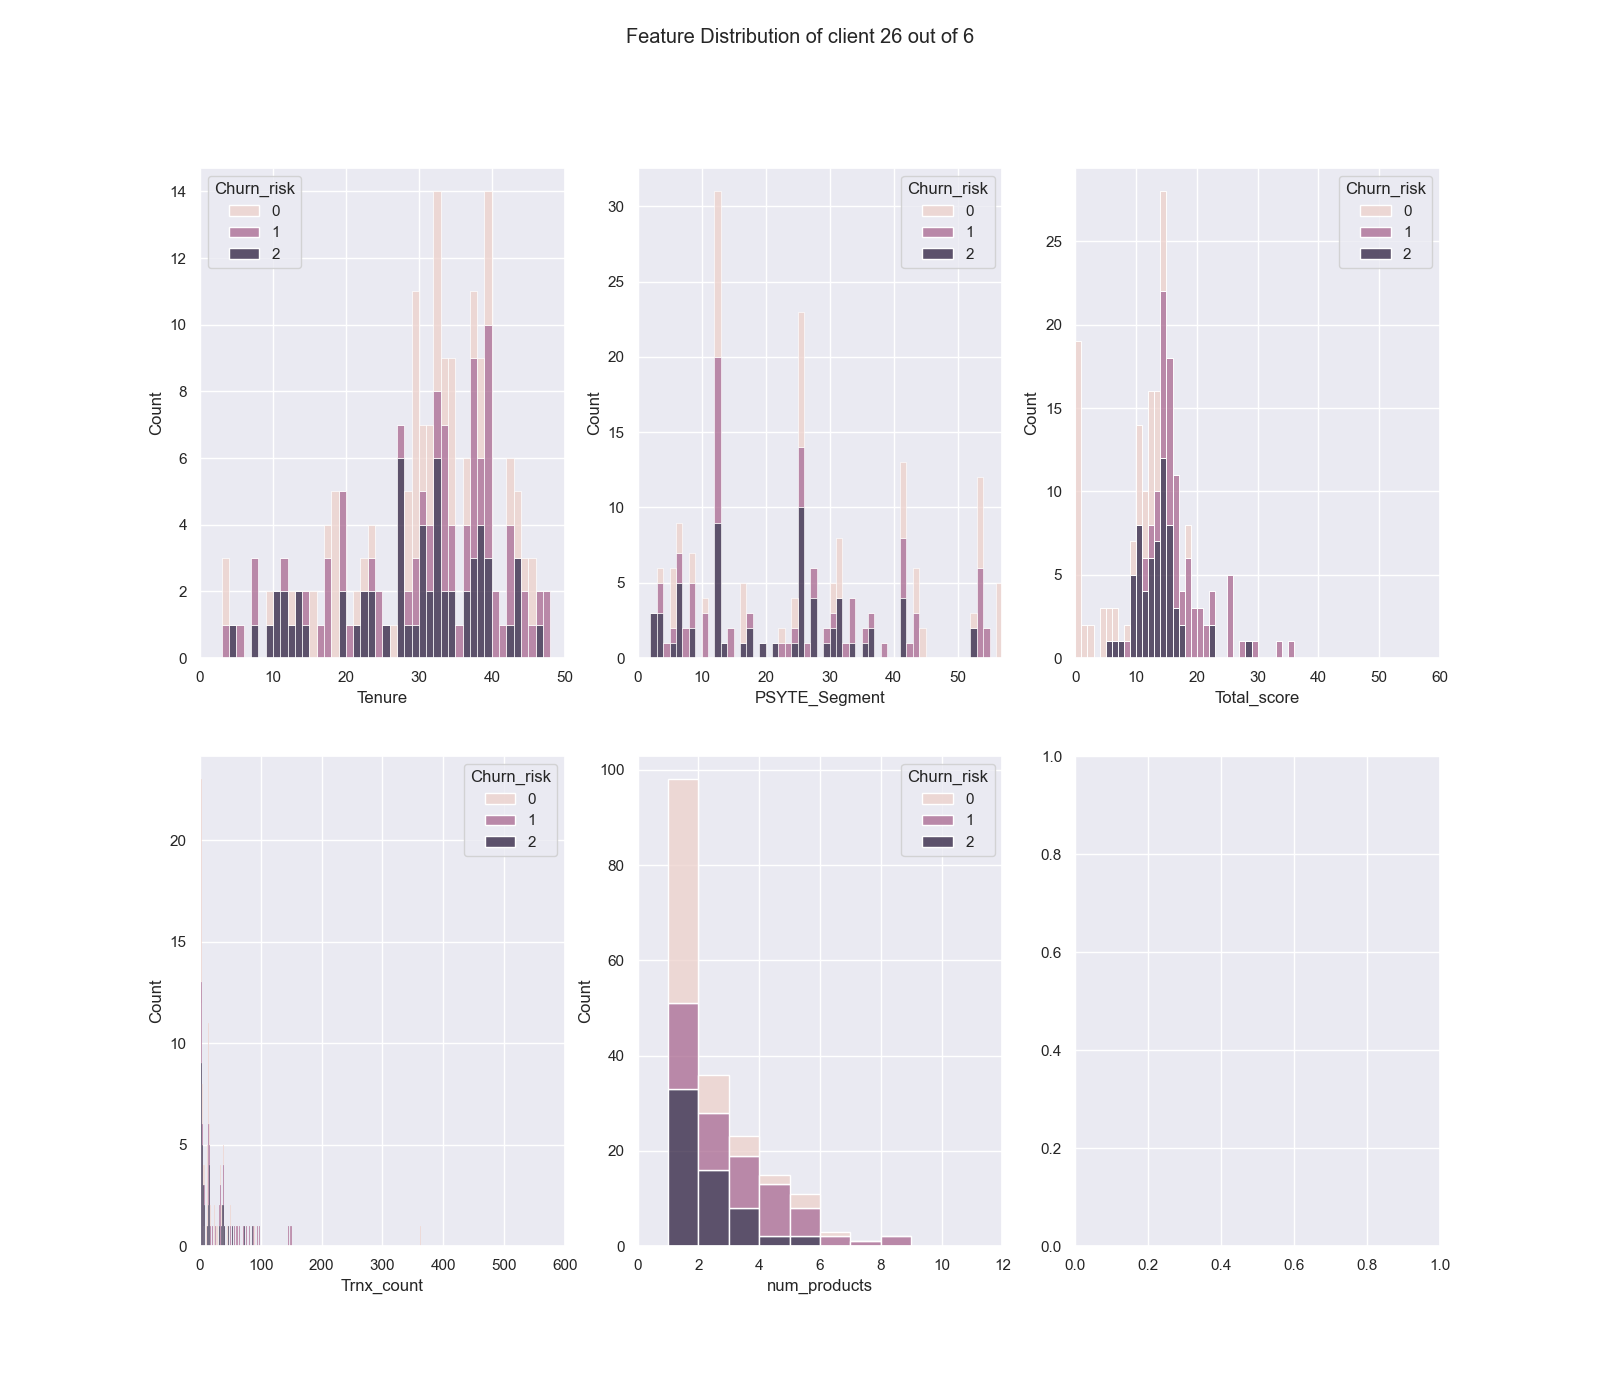 Feature Distribution of client 26 out of 6
Churn_risk
0
1
2
14
12
10
8
6
4
2
0
Count
0 10 20 30 40 50
Tenure
Churn_risk
0
1
2
30
25
20
15
10
5
0
Count
0 10 20 30 40 50
PSYTE_Segment
Churn_risk
0
1
2
25
20
15
10
5
0
Count
0 10 20 30 40 50 60
Total_score
Churn_risk
0
1
2
20
15
10
5
0
Count
0 100 200 300 400 500 600
Trnx_count
Churn_risk
0
1
2
100
80
60
40
20
0
Count
0 2 4 6 8 10 12
num_products
1.0
0.8
0.6
0.4
0.2
0.0
0.0 0.2 0.4 0.6 0.8 1.0